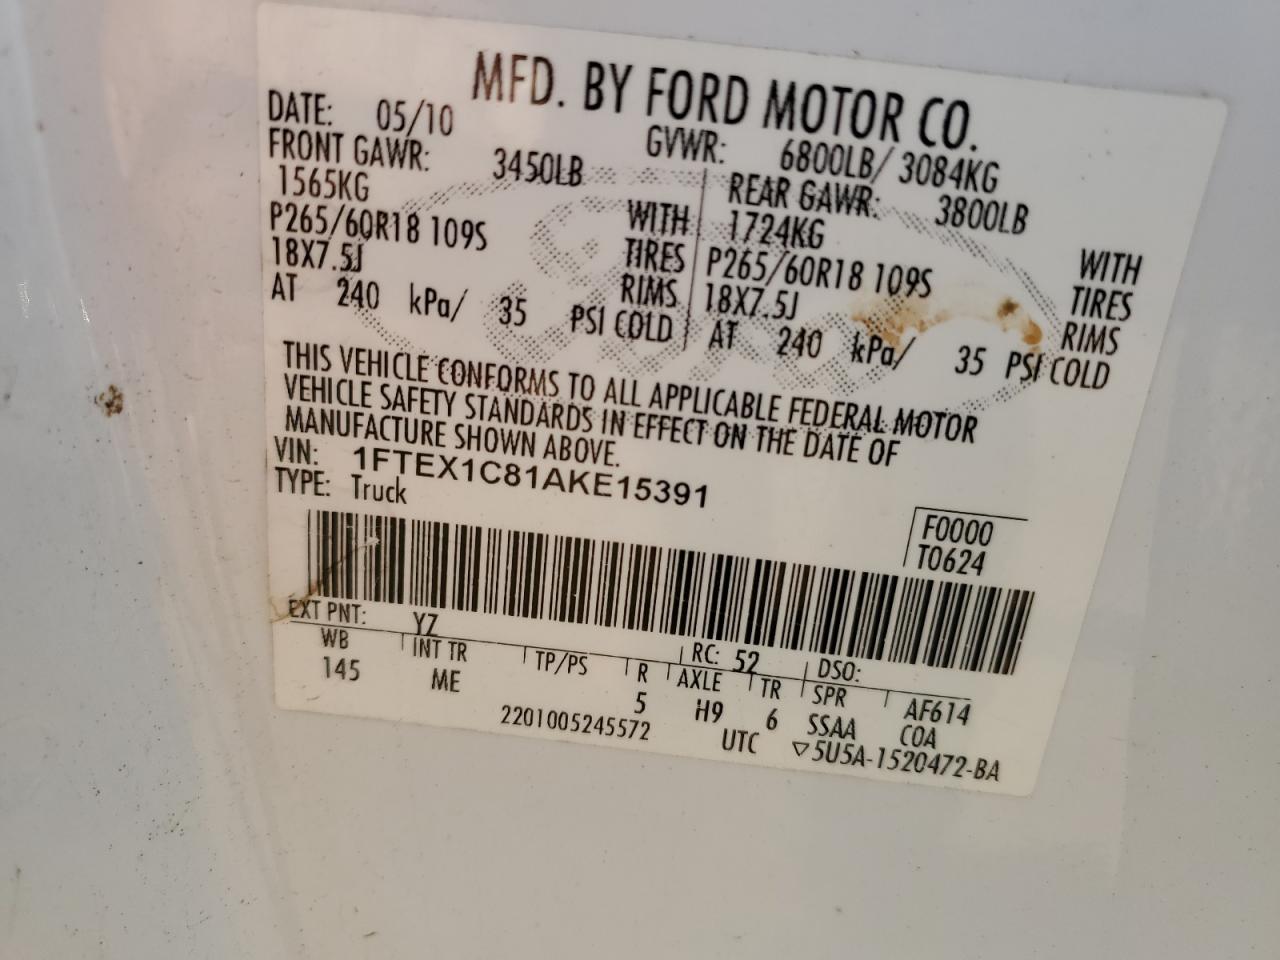 MFD. BY FORD MOTOR CO.
DATE: 05/10 GVWR: 6800LB/ 3084KG
FRONT GAWR: 3450LB REAR GAWR: 3800LB
1565KG WITH 1724KG WITH
P265/60R18 109S TIRES P265/60R18 109S TIRES
18X7.5J RIMS 18X7.5J RIMS
AT 240 kPa/ 35 PSI COLD AT 240 kPa/ 35 PSI COLD
THIS VEHICLE CONFORMS TO ALL APPLICABLE FEDERAL MOTOR
VEHICLE SAFETY STANDARDS IN EFFECT ON THE DATE OF
MANUFACTURE SHOWN ABOVE.
VIN: 1FTEX1C81AKE15391
TYPE: Truck
F0000
T0624
EXT PNT: YZ RC: 52 DSO:
WB INT TR TP/PS R AXLE TR SPR AF614
145 ME 5 H9 6 SSAA COA
2201005245572 UTC ▽5U5A-1520472-BA